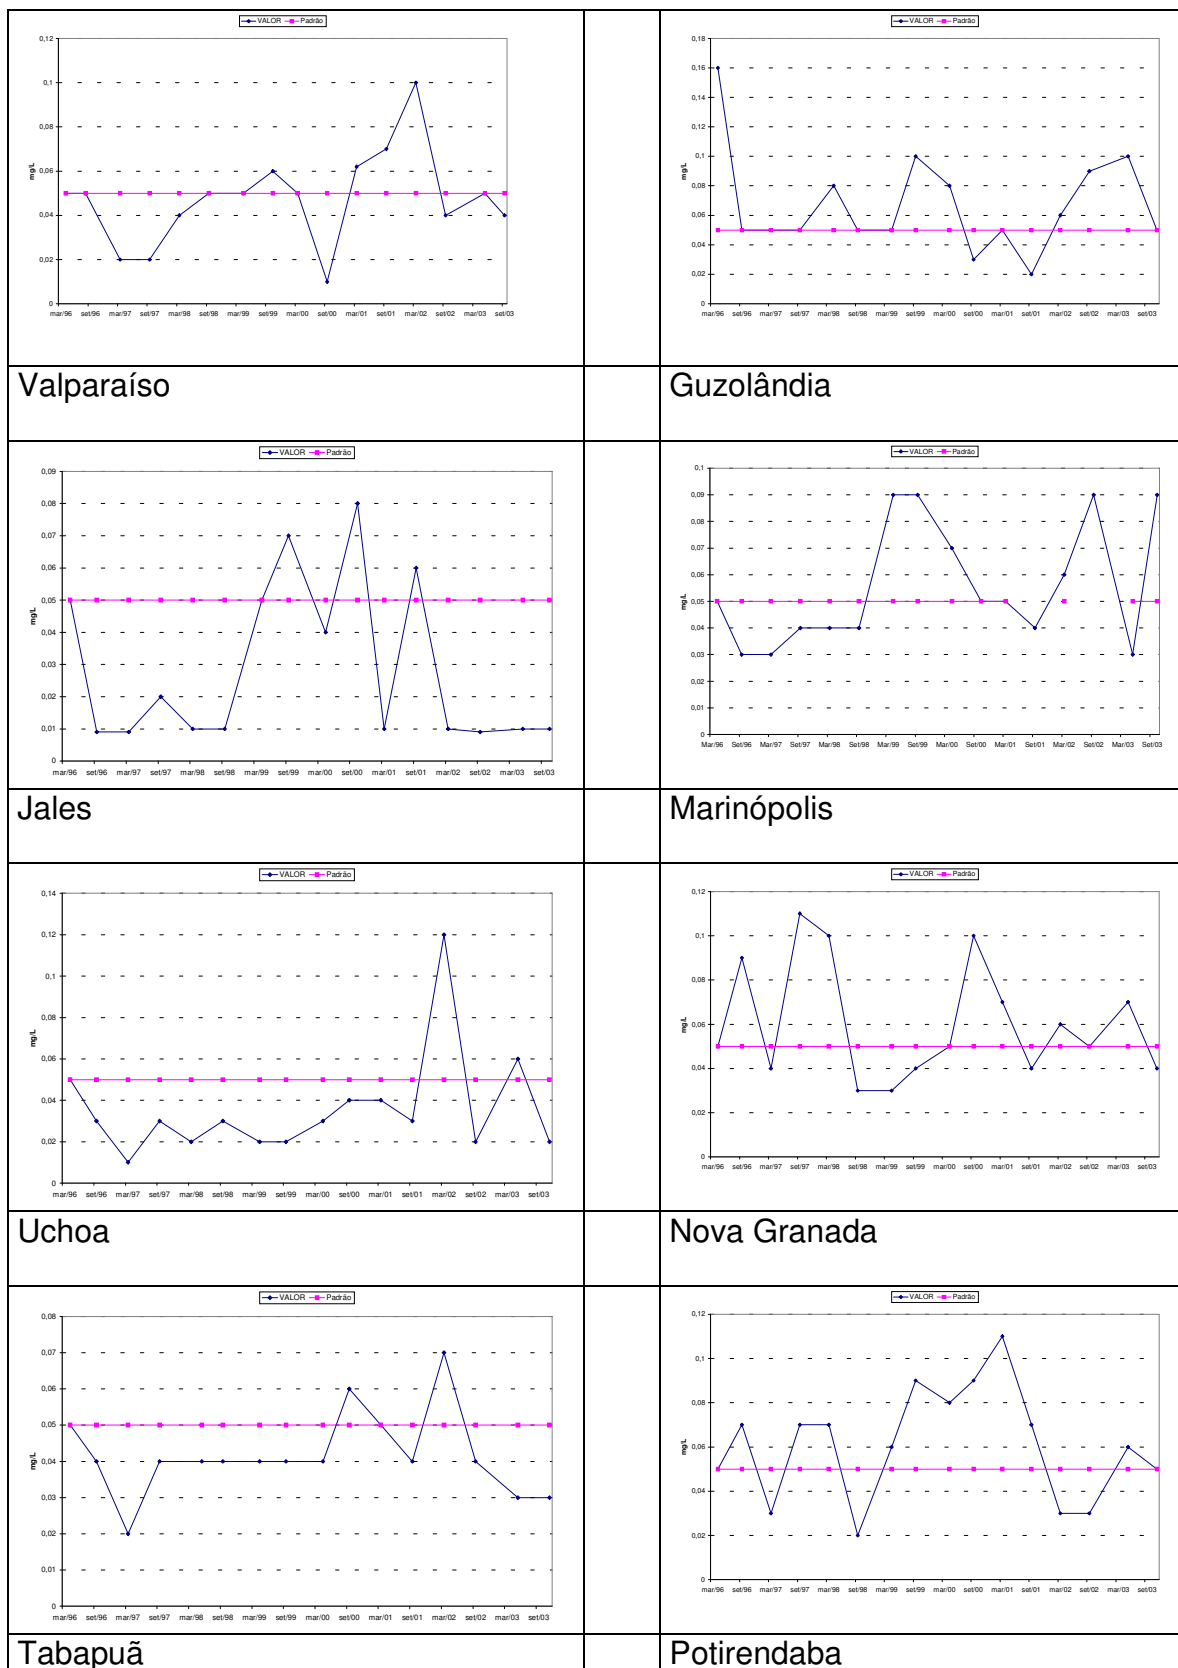 VALOR Padrão
0,12
0,1
0,08
0,06
0,04
0,02
0
mg/L
mar/96 set/96 mar/97 set/97 mar/98 set/98 mar/99 set/99 mar/00 set/00 mar/01 set/01 mar/02 set/02 mar/03 set/03
VALOR Padrão
0,18
0,16
0,14
0,12
0,1
0,08
0,06
0,04
0,02
0
mg/L
mar/96 set/96 mar/97 set/97 mar/98 set/98 mar/99 set/99 mar/00 set/00 mar/01 set/01 mar/02 set/02 mar/03 set/03
Valparaíso
Guzolândia
VALOR Padrão
0,09
0,08
0,07
0,06
0,05
0,04
0,03
0,02
0,01
0
mg/L
mar/96 set/96 mar/97 set/97 mar/98 set/98 mar/99 set/99 mar/00 set/00 mar/01 set/01 mar/02 set/02 mar/03 set/03
VALOR Padrão
0,1
0,09
0,08
0,07
0,06
0,05
0,04
0,03
0,02
0,01
0
mg/L
Mar/96 Set/96 Mar/97 Set/97 Mar/98 Set/98 Mar/99 Set/99 Mar/00 Set/00 Mar/01 Set/01 Mar/02 Set/02 Mar/03 Set/03
Jales
Marinópolis
VALOR Padrão
0,14
0,12
0,1
0,08
0,06
0,04
0,02
0
mg/L
mar/96 set/96 mar/97 set/97 mar/98 set/98 mar/99 set/99 mar/00 set/00 mar/01 set/01 mar/02 set/02 mar/03 set/03
VALOR Padrão
0,12
0,1
0,08
0,06
0,04
0,02
0
mg/L
mar/96 set/96 mar/97 set/97 mar/98 set/98 mar/99 set/99 mar/00 set/00 mar/01 set/01 mar/02 set/02 mar/03 set/03
Uchoa
Nova Granada
VALOR Padrão
0,08
0,07
0,06
0,05
0,04
0,03
0,02
0,01
0
mg/L
mar/96 set/96 mar/97 set/97 mar/98 set/98 mar/99 set/99 mar/00 set/00 mar/01 set/01 mar/02 set/02 mar/03 set/03
VALOR Padrão
0,12
0,1
0,08
0,06
0,04
0,02
0
mg/L
mar/96 set/96 mar/97 set/97 mar/98 set/98 mar/99 set/99 mar/00 set/00 mar/01 set/01 mar/02 set/02 mar/03 set/03
Tabapuã
Potirendaba